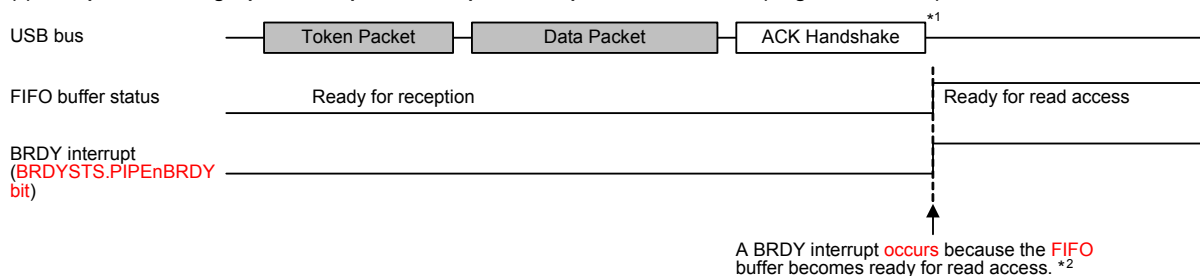 USB bus
Token Packet
Data Packet
ACK Handshake
*1
FIFO buffer status
Ready for reception
Ready for read access
BRDY interrupt
(BRDYSTS.PIPEnBRDY
bit)
A BRDY interrupt occurs because the FIFO
buffer becomes ready for read access. *2